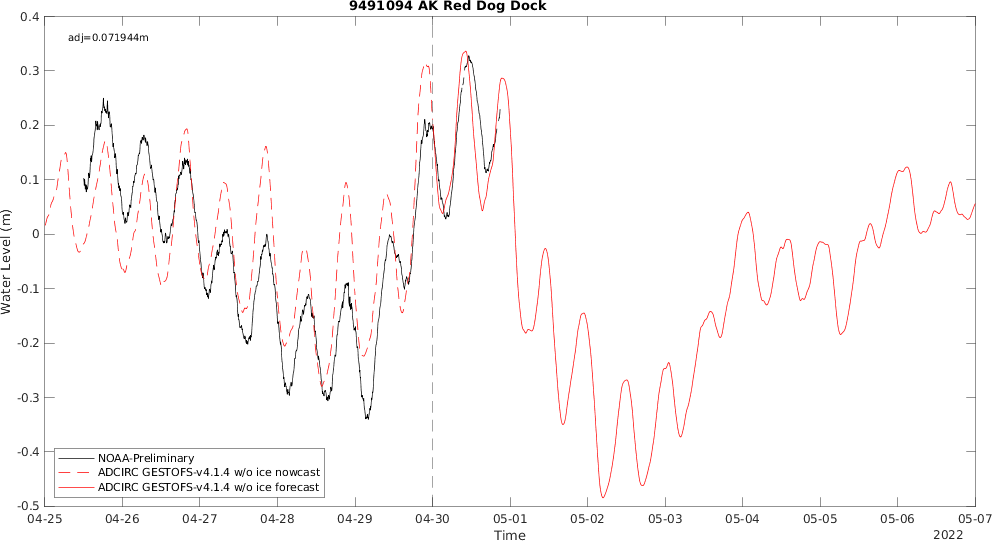 9491094 AK Red Dog Dock
adj=0.071944m
0.4
0.3
0.2
0.1
0
-0.1
-0.2
-0.3
-0.4
-0.5
Water Level (m)
NOAA-Preliminary
ADCIRC GESTOFS-v4.1.4 w/o ice nowcast
ADCIRC GESTOFS-v4.1.4 w/o ice forecast
04-25 04-26 04-27 04-28 04-29 04-30 05-01 05-02 05-03 05-04 05-05 05-06 05-07
Time
2022